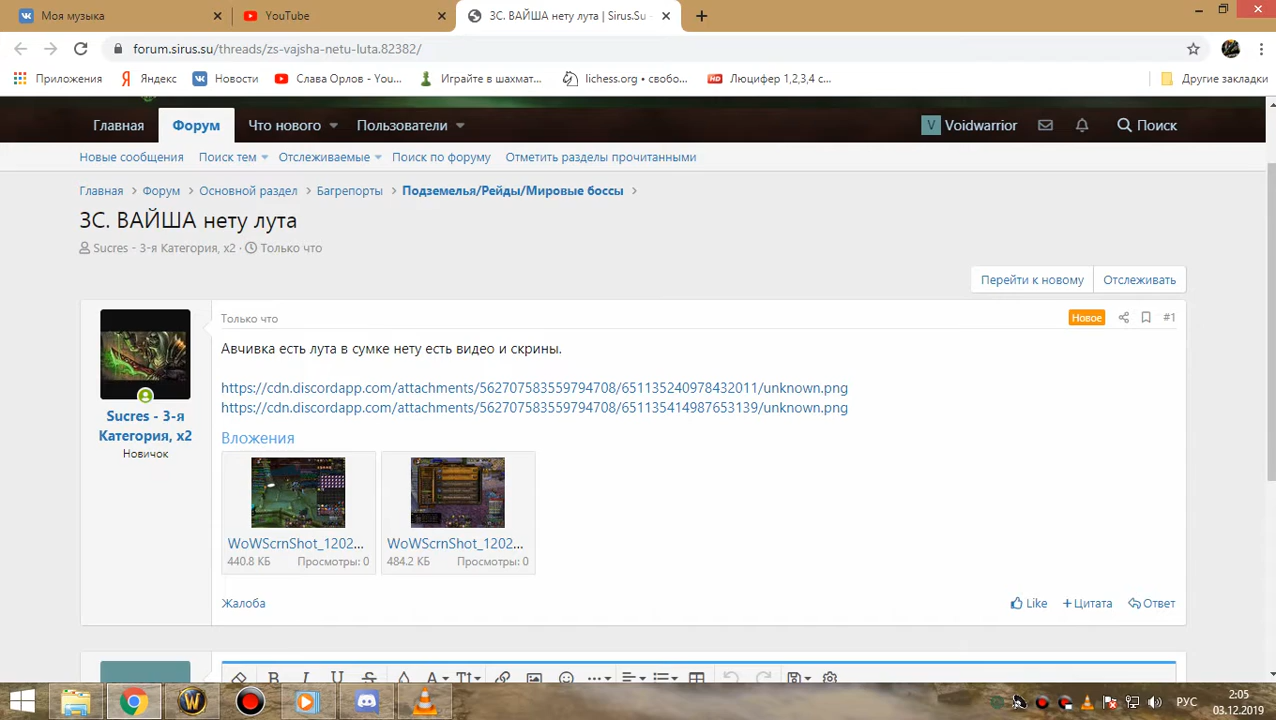 Моя музыка
YouTube
ЗС. ВАЙША нету лута | Sirus.Su -
forum.sirus.su/threads/zs-vajsha-netu-luta.82382/
Приложения Яндекс Новости Слава Орлов - You... Играйте в шахмат... lichess.org • свобо... HD Люцифер 1,2,3,4 с... Другие закладки
Главная Форум Что нового Пользователи V Voidwarrior Поиск
Новые сообщения Поиск тем Отслеживаемые Поиск по форуму Отметить разделы прочитанными
Главная > Форум > Основной раздел > Багрепорты > Подземелья/Рейды/Мировые боссы >
ЗС. ВАЙША нету лута
Sucres - 3-я Категория, x2 · Только что
Перейти к новому Отслеживать
Только что Новое #1
Авчивка есть лута в сумке нету есть видео и скрины.
https://cdn.discordapp.com/attachments/562707583559794708/651135240978432011/unknown.png
https://cdn.discordapp.com/attachments/562707583559794708/651135414987653139/unknown.png
Sucres - 3-я
Категория, x2
Новичок
Вложения
WoWScrnShot_1202... WoWScrnShot_1202...
440.8 КБ Просмотры: 0 484.2 КБ Просмотры: 0
Жалоба Like + Цитата Ответ
B I U S A TI
РУС
2:05
03.12.2019